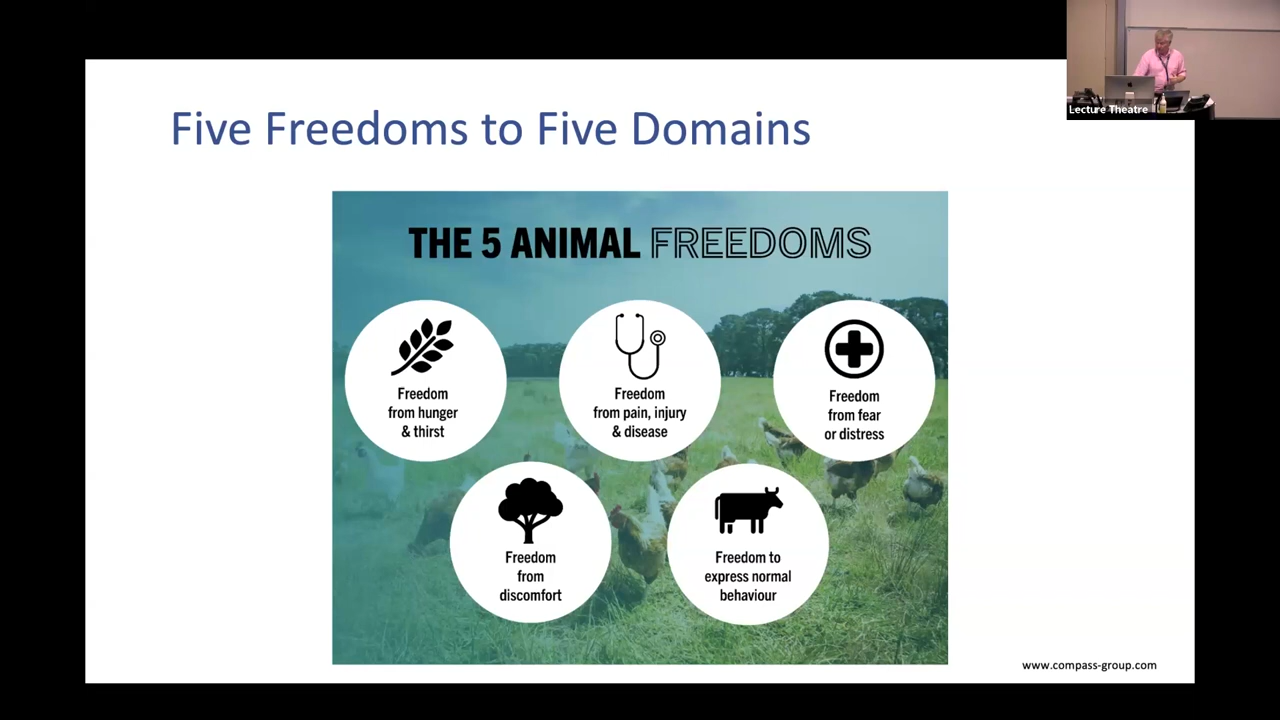 Lecture Theatre
Five Freedoms to Five Domains
THE 5 ANIMAL FREEDOMS
Freedom
from hunger
& thirst
Freedom
from pain, injury
& disease
Freedom
from fear
or distress
Freedom
from
discomfort
Freedom to
express normal
behaviour
www.compass-group.com